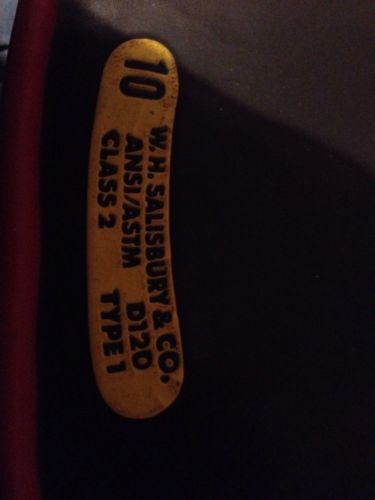 10
W.H. SALISBURY & CO.
ANSI/ASTM D120
CLASS 2 TYPE 1